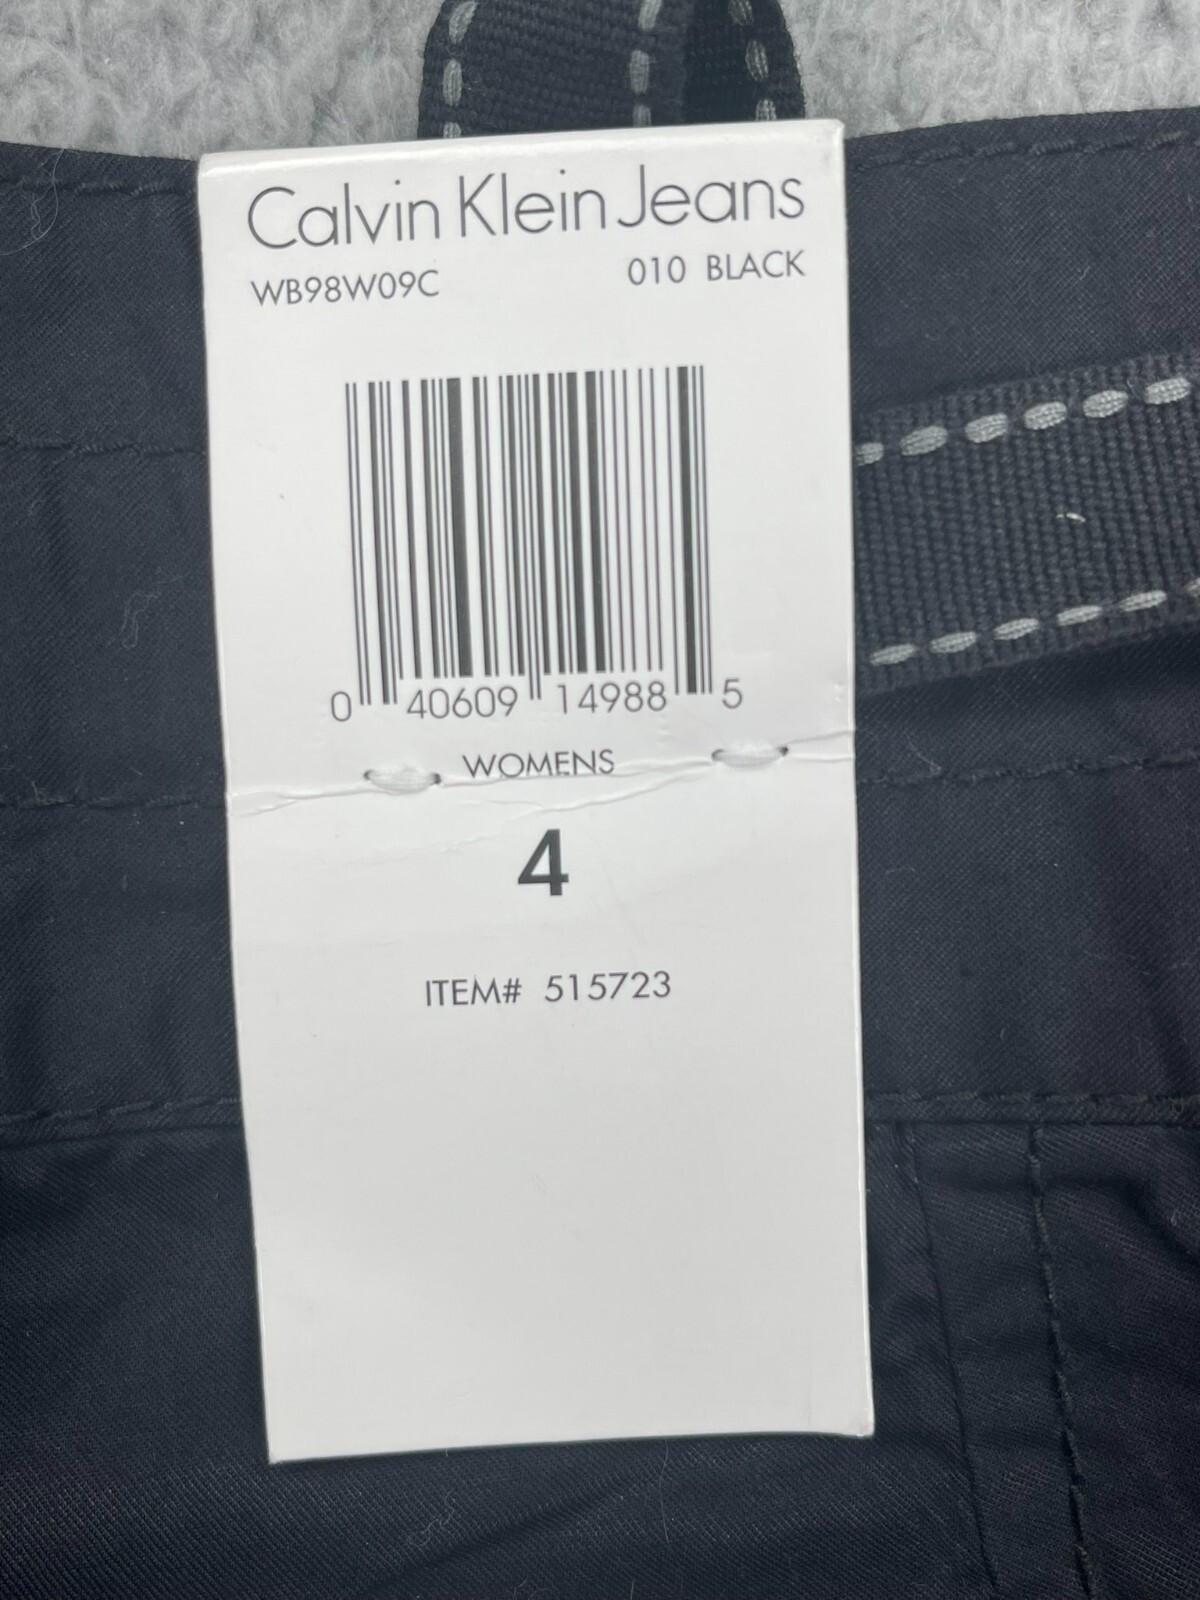 Calvin Klein Jeans
WB98W09C 010 BLACK
0 40609 14988 5
WOMENS
4
ITEM# 515723